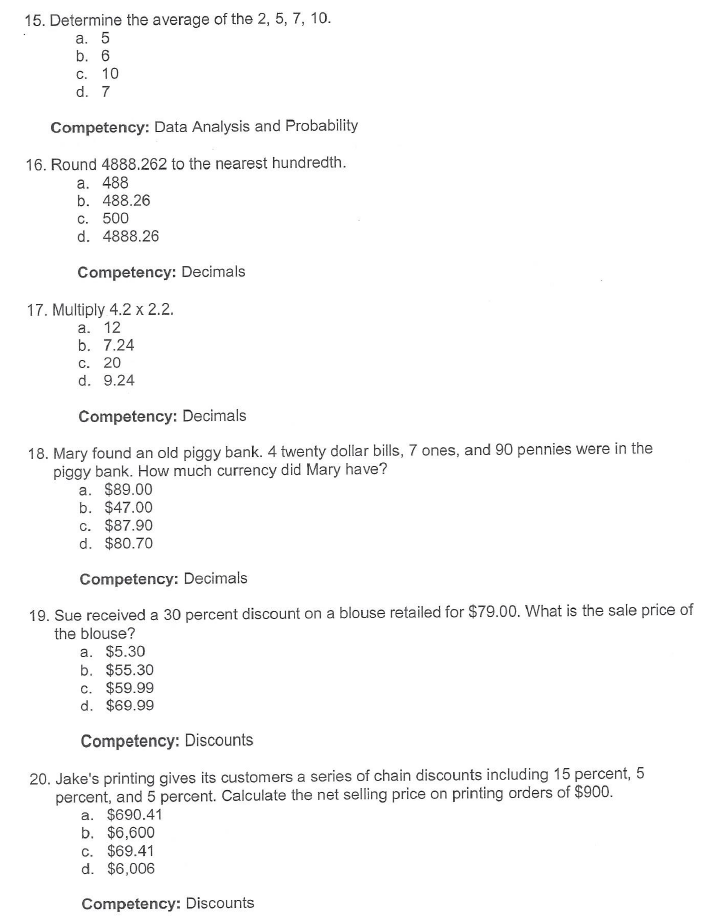 15. Determine the average of the 2, 5, 7, 10.
a. 5
b. 6
c. 10
d. 7
Competency: Data Analysis and Probability
16. Round 4888.262 to the nearest hundredth.
a. 488
b. 488.26
c. 500
d. 4888.26
Competency: Decimals
17. Multiply 4.2 x 2.2.
a. 12
b. 7.24
c. 20
d. 9.24
Competency: Decimals
18. Mary found an old piggy bank. 4 twenty dollar bills, 7 ones, and 90 pennies were in the
piggy bank. How much currency did Mary have?
a. $89.00
b. $47.00
c. $87.90
d. $80.70
Competency: Decimals
19. Sue received a 30 percent discount on a blouse retailed for $79.00. What is the sale price of
the blouse?
a. $5.30
b. $55.30
c. $59.99
d. $69.99
Competency: Discounts
20. Jake's printing gives its customers a series of chain discounts including 15 percent, 5
percent, and 5 percent. Calculate the net selling price on printing orders of $900.
a. $690.41
b. $6,600
c. $69.41
d. $6,006
Competency: Discounts